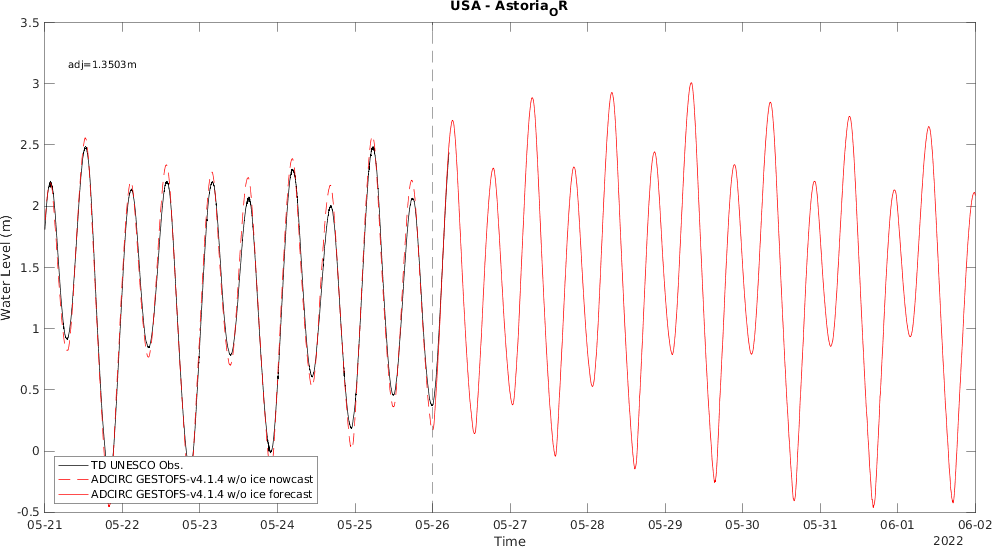 USA - Astoria_OR
adj=1.3503m
3.5
3
2.5
2
1.5
1
0.5
0
-0.5
Water Level (m)
TD UNESCO Obs.
ADCIRC GESTOFS-v4.1.4 w/o ice nowcast
ADCIRC GESTOFS-v4.1.4 w/o ice forecast
05-21 05-22 05-23 05-24 05-25 05-26 05-27 05-28 05-29 05-30 05-31 06-01 06-02
Time
2022